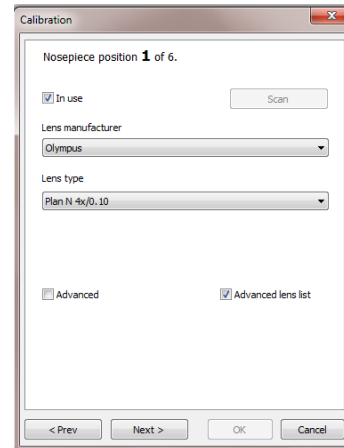 Calibration
Nosepiece position 1 of 6.
In use
Scan
Lens manufacturer
Olympus
Lens type
Plan N 4x/0.10
Advanced
Advanced lens list
< Prev
Next >
OK
Cancel